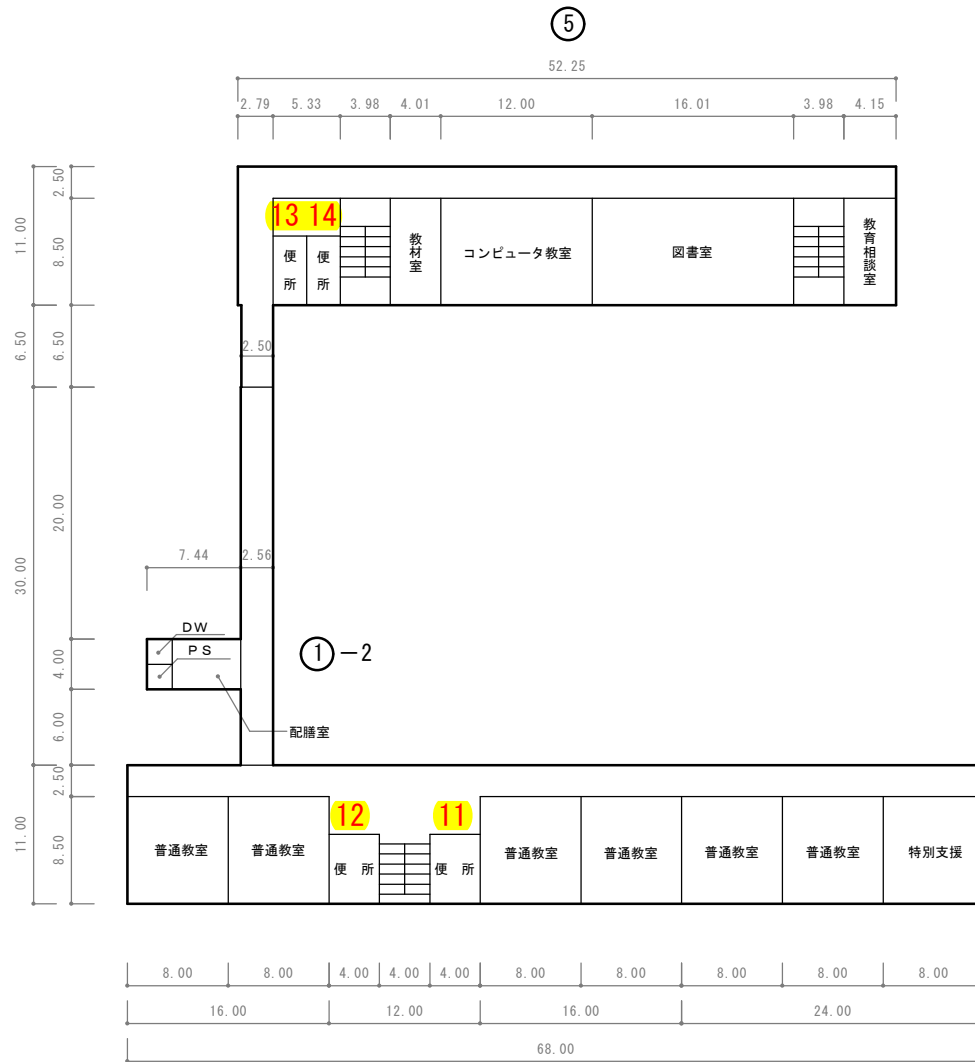 ⑤
52.25
2.79 5.33 3.98 4.01 12.00 16.01 3.98 4.15
2.50
11.00
8.50
13 14
便所
便所
教材室
コンピュータ教室
図書室
教育相談室
6.50
6.50
2.50
20.00
30.00
7.44 2.56
DW
PS
①－2
4.00
配膳室
6.00
2.50
11.00
8.50
12
11
普通教室
普通教室
便 所
便 所
普通教室
普通教室
普通教室
普通教室
特別支援
8.00 8.00 4.00 4.00 4.00 8.00 8.00 8.00 8.00 8.00
16.00 12.00 16.00 24.00
68.00